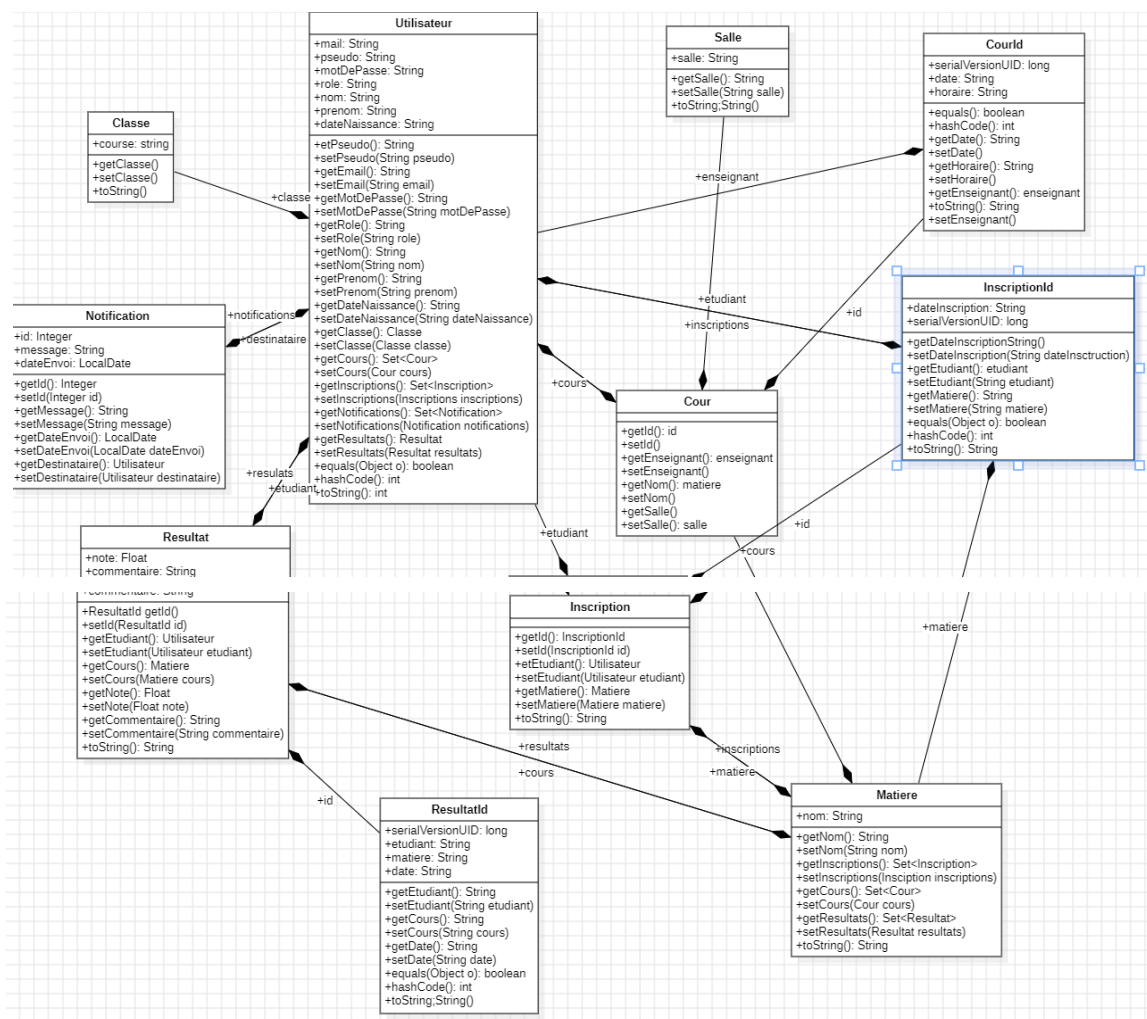 Utilisateur
+mail: String
+pseudo: String
+motDePasse: String
+role: String
+nom: String
+prenom: String
+dateNaissance: String
+etPseudo(): String
+setPseudo(String pseudo)
+getEmail(): String
+setEmail(String email)
+getMotDePasse(): String
+setMotDePasse(String motDePasse)
+getRole(): String
+setRole(String role)
+getNom(): String
+setNom(String nom)
+getPrenom(): String
+setPrenom(String prenom)
+getDateNaissance(): String
+setDateNaissance(String dateNaissance)
+getClasse(): Classe
+setClasse(Classe classe)
+getCours(): Set<Cour>
+setCours(Cour cours)
+getInscriptions(): Set<Inscription>
+setInscriptions(Inscriptions inscriptions)
+getNotifications(): Set<Notification>
+setNotifications(Notification notifications)
+getResultats(): Resultat
+setResultats(Resultat resultats)
+equals(Object o): boolean
+hashCode(): int
+toString(): int
Salle
+salle: String
+getSalle(): String
+setSalle(String salle)
+toString;String()
CourId
+serialVersionUID: long
+date: String
+horaire: String
+equals(): boolean
+hashCode(): int
+getDate(): String
+setDate()
+getHoraire(): String
+setHoraire()
+getEnseignant(): enseignant
+toString(): String
+setEnseignant()
Classe
+course: string
+getClasse()
+setClasse()
+toString()
+classe
+enseignant
+etudiant
+inscriptions
+id
+notifications
+destinataire
+cours
Notification
+id: Integer
+message: String
+dateEnvoi: LocalDate
+getId(): Integer
+setId(Integer id)
+getMessage(): String
+setMessage(String message)
+getDateEnvoi(): LocalDate
+setDateEnvoi(LocalDate dateEnvoi)
+getDestinataire(): Utilisateur
+setDestinataire(Utilisateur destinataire)
InscriptionId
+dateInscription: String
+serialVersionUID: long
+getDateInscriptionString()
+setDateInscription(String dateInsctruction)
+getEtudiant(): etudiant
+setEtudiant(String etudiant)
+getMatiere(): String
+setMatiere(String matiere)
+equals(Object o): boolean
+hashCode(): int
+toString(): String
Cour
+getId(): id
+setId()
+getEnseignant(): enseignant
+setEnseignant()
+getNom(): matiere
+setNom()
+getSalle()
+setSalle(): salle
+resulats
+etudiant
+etudiant
+id
+cours
Resultat
+note: Float
+commentaire: String
+commentaire: String
+ResultatId getId()
+setId(ResultatId id)
+getEtudiant(): Utilisateur
+setEtudiant(Utilisateur etudiant)
+getCours(): Matiere
+setCours(Matiere cours)
+getNote(): Float
+setNote(Float note)
+getCommentaire(): String
+setCommentaire(String commentaire)
+toString(): String
Inscription
+getId(): InscriptionId
+setId(InscriptionId id)
+etEtudiant(): Utilisateur
+setEtudiant(Utilisateur etudiant)
+getMatiere(): Matiere
+setMatiere(Matiere matiere)
+toString(): String
+matiere
+resultats
+cours
+inscriptions
+matiere
+id
ResultatId
+serialVersionUID: long
+etudiant: String
+matiere: String
+date: String
+getEtudiant(): String
+setEtudiant(String etudiant)
+getCours(): String
+setCours(String cours)
+getDate(): String
+setDate(String date)
+equals(Object o): boolean
+hashCode(): int
+toString;String()
Matiere
+nom: String
+getNom(): String
+setNom(String nom)
+getInscriptions(): Set<Inscription>
+setInscriptions(Insciption inscriptions)
+getCours(): Set<Cour>
+setCours(Cour cours)
+getResultats(): Set<Resultat>
+setResultats(Resultat resultats)
+toString(): String